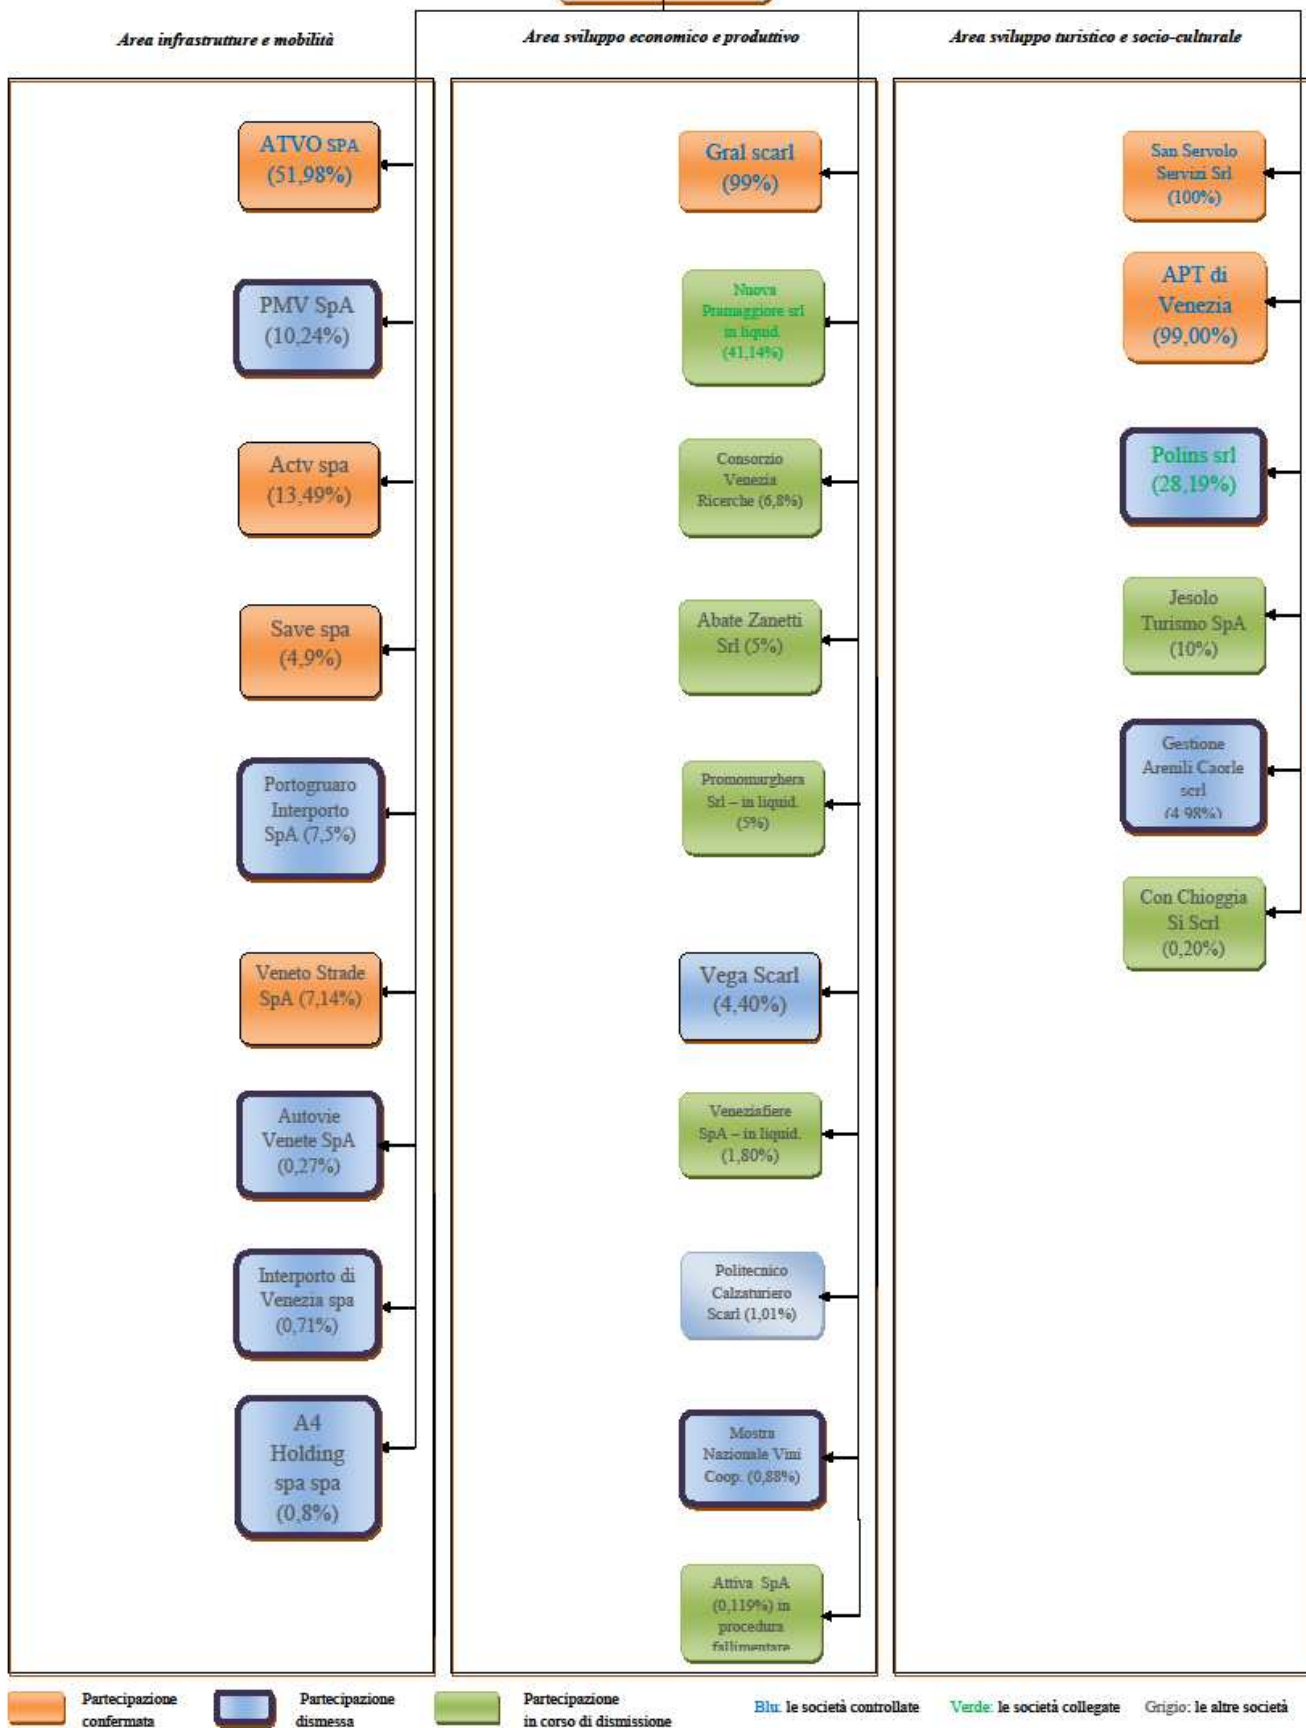 Area infrastrutture e mobilità
ATVO SPA
(51,98%)
PMV SpA
(10,24%)
Actv spa
(13,49%)
Save spa
(4,9%)
Portogruaro
Interporto
SpA (7,5%)
Veneto Strade
SpA (7,14%)
Autovie
Venete SpA
(0,27%)
Interporto di
Venezia spa
(0,71%)
A4
Holding
spa spa
(0,8%)
Area sviluppo economico e produttivo
Gral scarl
(99%)
Nuova
Pramaggiore srl
in liquid.
(41,14%)
Consorzio
Venezia
Ricerche (6,8%)
Abate Zanetti
Srl (5%)
Promomarghera
Srl – in liquid.
(5%)
Vega Scarl
(4,40%)
Veneziafiere
SpA – in liquid.
(1,80%)
Politecnico
Calzaturiero
Scarl (1,01%)
Mostra
Nazionale Vini
Coop. (0,88%)
Attiva SpA
(0,119%) in
procedura
fallimentare
Area sviluppo turistico e socio-culturale
San Servolo
Servizi Srl
(100%)
APT di
Venezia
(99,00%)
Polins srl
(28,19%)
Jesolo
Turismo SpA
(10%)
Gestione
Arenili Caorle
scrl
(4,98%)
Con Chioggia
Si Scrl
(0,20%)
Partecipazione
confermata
Partecipazione
dismessa
Partecipazione
in corso di dismissione
Blu: le società controllate
Verde: le società collegate
Grigio: le altre società